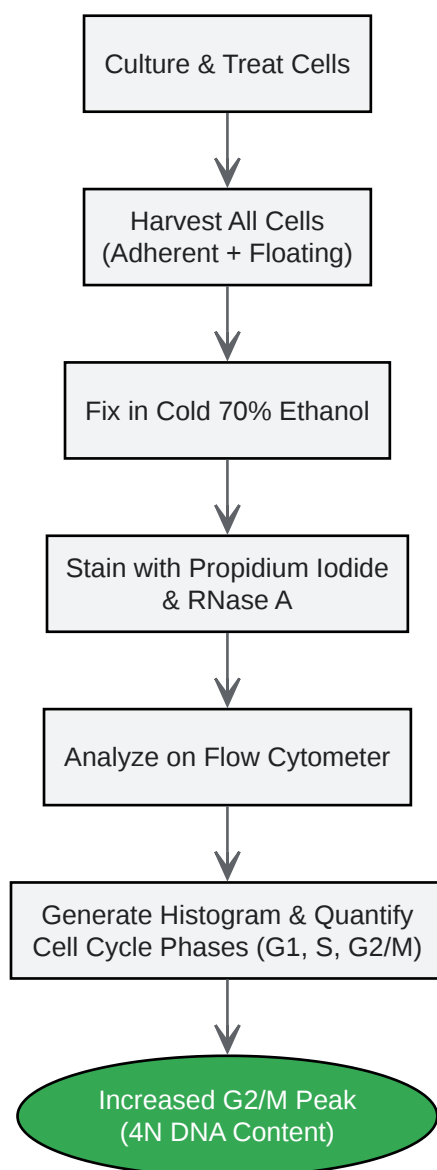 Culture & Treat Cells
Harvest All Cells
(Adherent + Floating)
Fix in Cold 70% Ethanol
Stain with Propidium Iodide
& RNase A
Analyze on Flow Cytometer
Generate Histogram & Quantify
Cell Cycle Phases (G1, S, G2/M)
Increased G2/M Peak
(4N DNA Content)